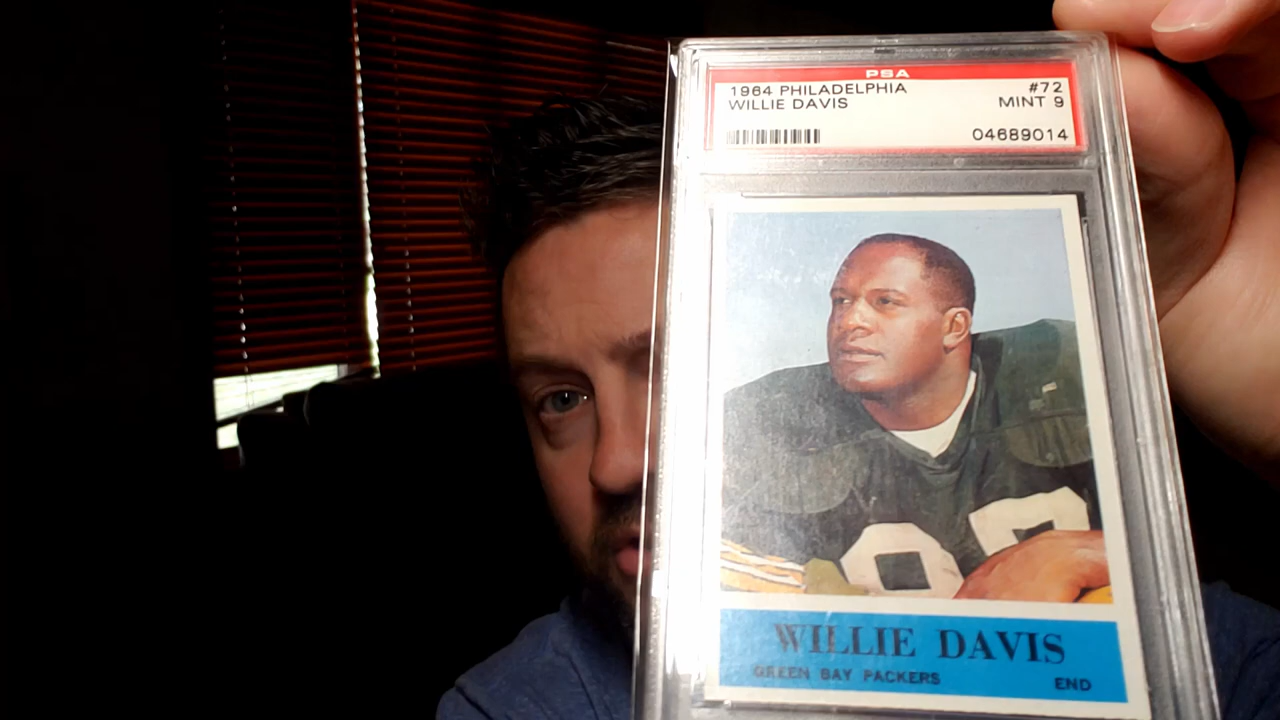 PSA
1964 PHILADELPHIA #72
WILLIE DAVIS MINT 9
04689014
WILLIE DAVIS
GREEN BAY PACKERS END